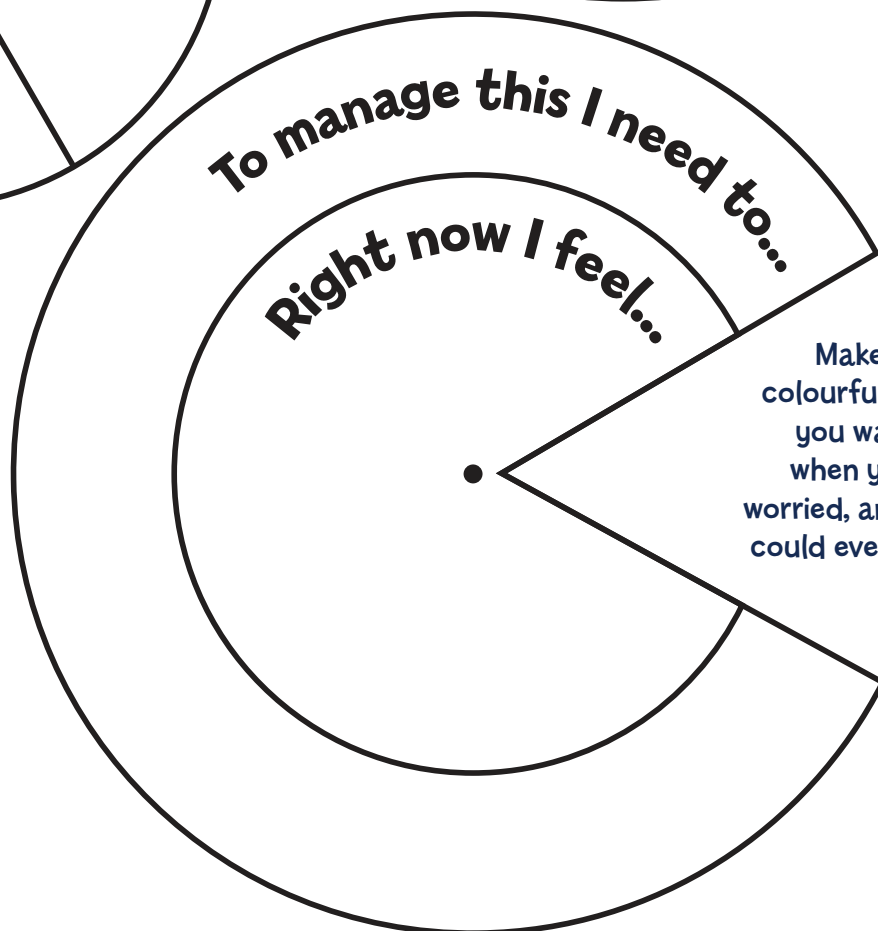 To manage this I need to...
Right now I feel...
Make
colourfu
you wa
when y
worried, ar
could eve